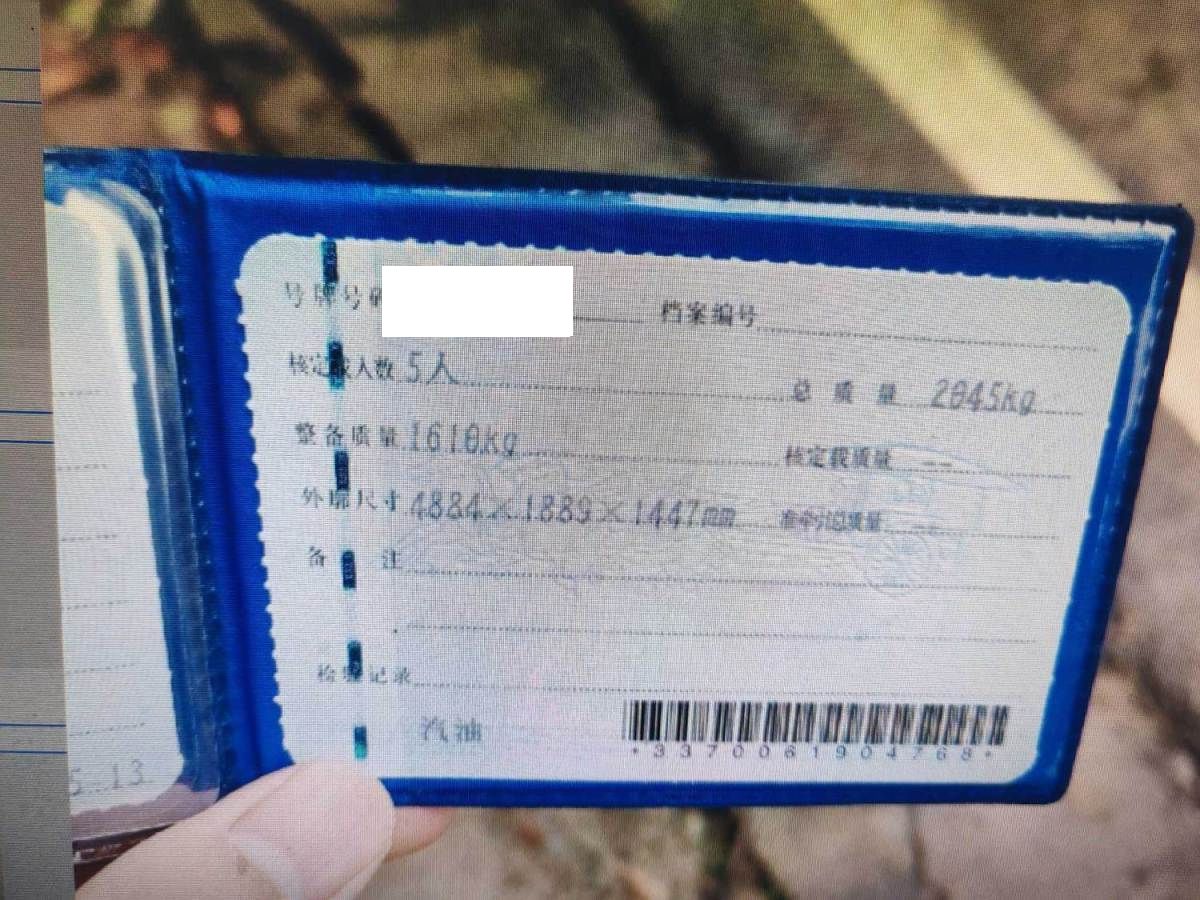 号牌号码 档案编号
核定载人数 5人 总质量 2045kg
整备质量 1610kg 核定载质量 --
外廓尺寸 4884×1889×1447mm 准牵引总质量 --
备注
检验记录
汽油
*3370061904768*
5.13